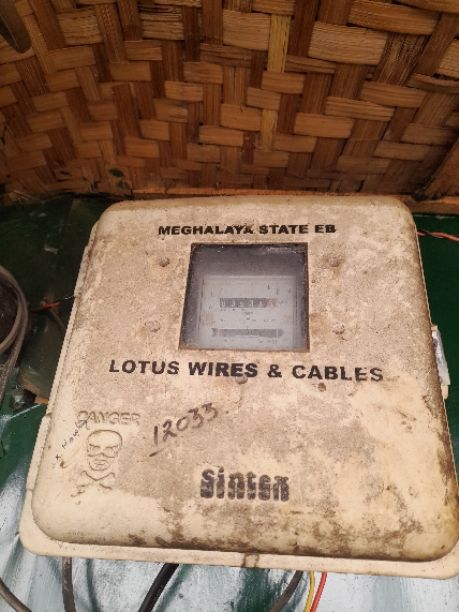 MEGHALAYA STATE EB
LOTUS WIRES & CABLES
DANGER
12033
Sintex